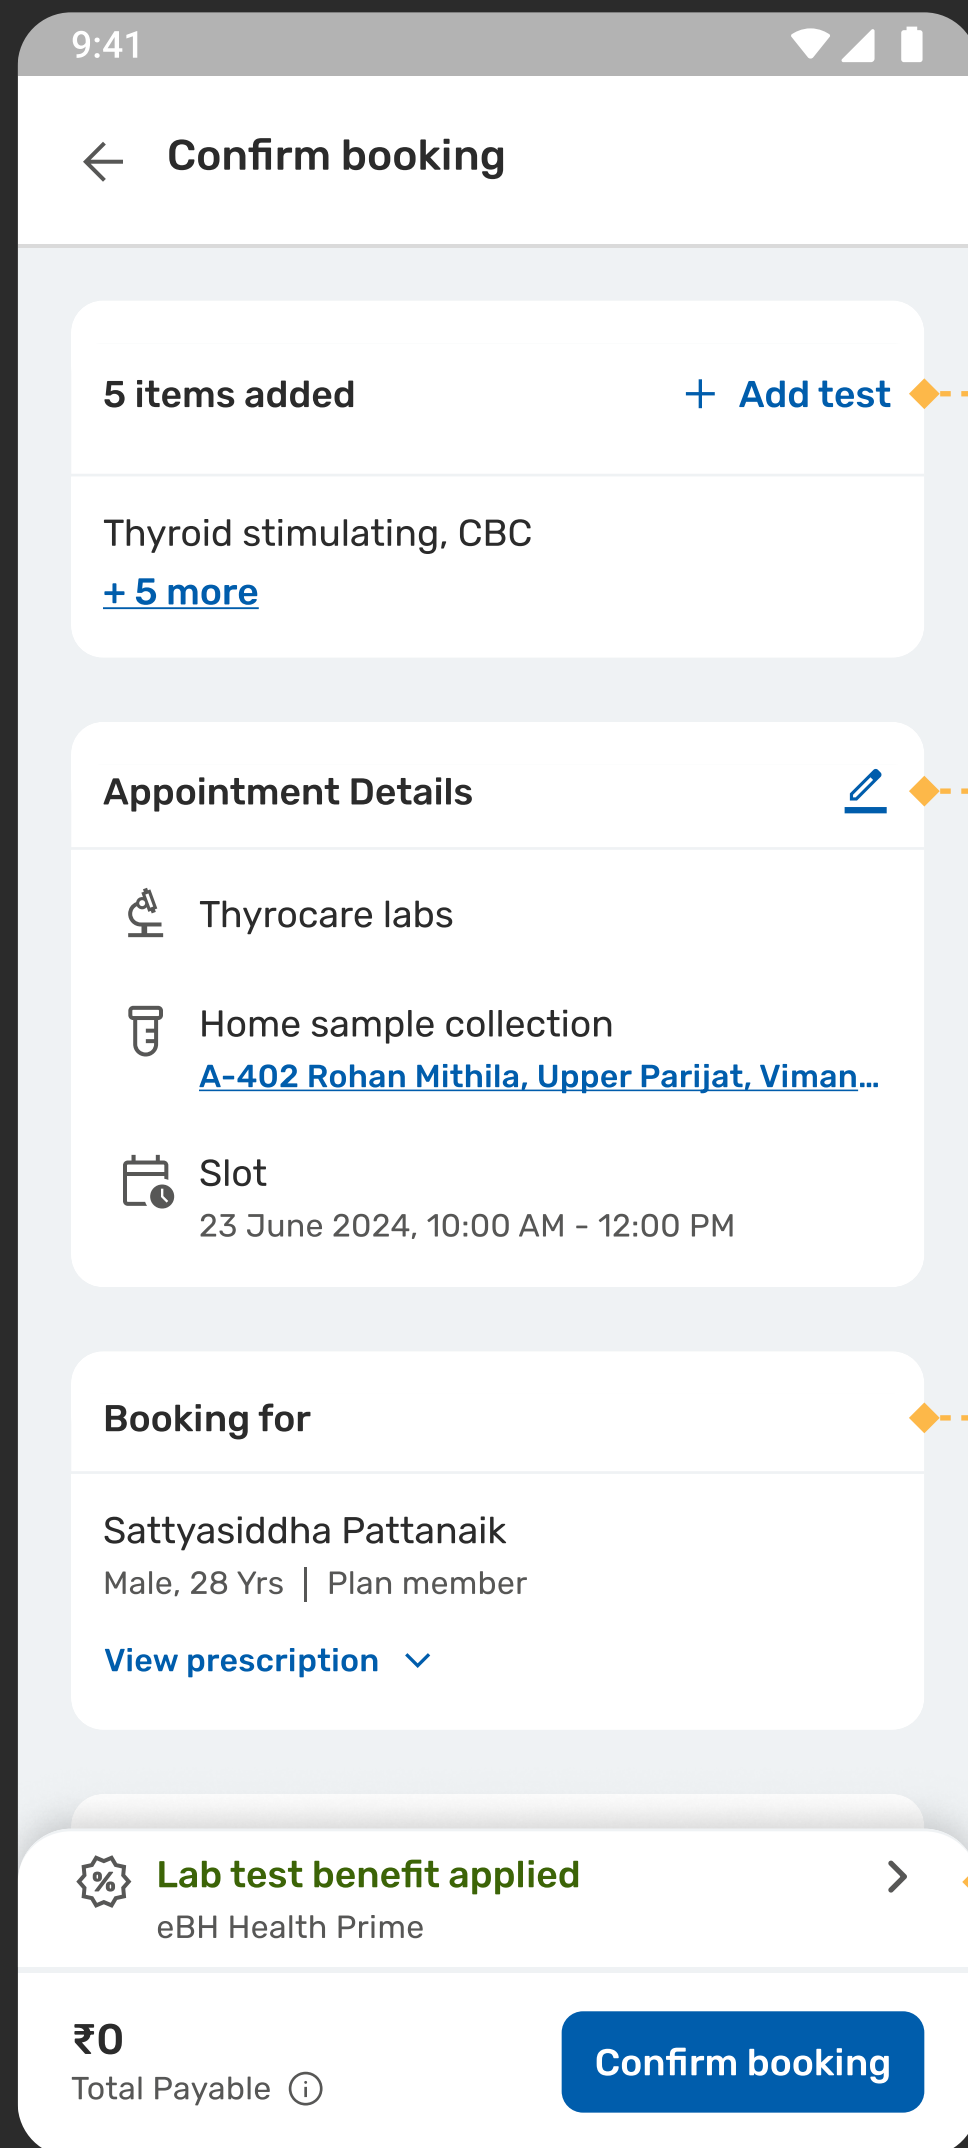 9:41
Confirm booking
5 items added
+ Add test
Thyroid stimulating, CBC
+ 5 more
Appointment Details
Thyrocare labs
Home sample collection
A-402 Rohan Mithila, Upper Parijat, Viman...
Slot
23 June 2024, 10:00 AM - 12:00 PM
Booking for
Sattyasiddha Pattanaik
Male, 28 Yrs | Plan member
View prescription
Lab test benefit applied
eBH Health Prime
₹0
Total Payable
Confirm booking